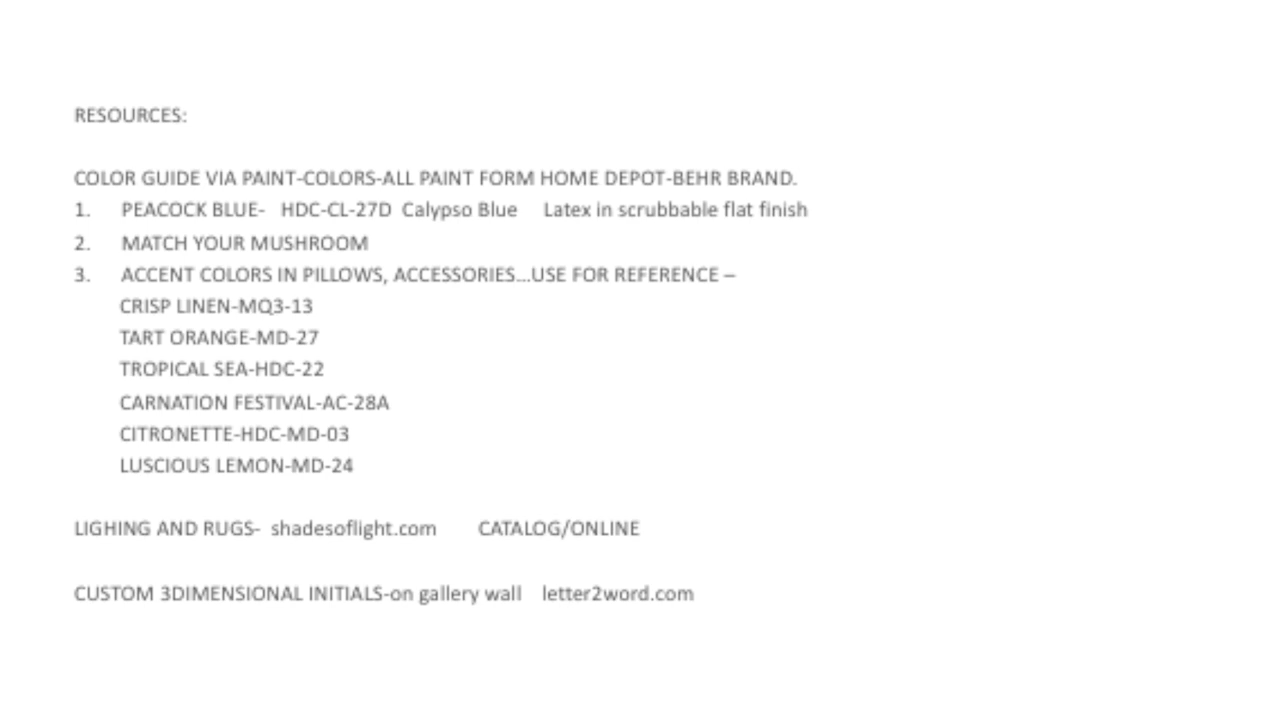 RESOURCES:
COLOR GUIDE VIA PAINT-COLORS-ALL PAINT FORM HOME DEPOT-BEHR BRAND.
1. PEACOCK BLUE- HDC-CL-27D Calypso Blue Latex in scrubbable flat finish
2. MATCH YOUR MUSHROOM
3. ACCENT COLORS IN PILLOWS, ACCESSORIES...USE FOR REFERENCE –
CRISP LINEN-MQ3-13
TART ORANGE-MD-27
TROPICAL SEA-HDC-22
CARNATION FESTIVAL-AC-28A
CITRONETTE-HDC-MD-03
LUSCIOUS LEMON-MD-24
LIGHING AND RUGS- shadesoflight.com CATALOG/ONLINE
CUSTOM 3DIMENSIONAL INITIALS-on gallery wall letter2word.com